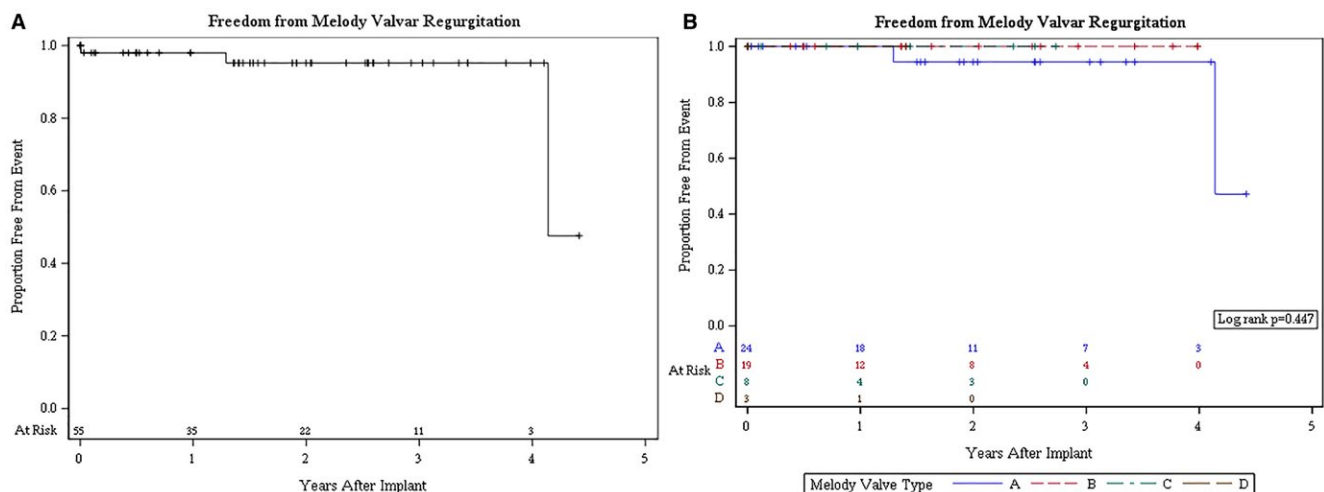 A
Freedom from Melody Valvar Regurgitation
Proportion Free From Event
1.0
0.8
0.6
0.4
0.2
0.0
At Risk 55 35 22 11 3
0 1 2 3 4 5
Years After Implant
B
Freedom from Melody Valvar Regurgitation
Proportion Free From Event
1.0
0.8
0.6
0.4
0.2
0.0
Log rank p=0.447
At Risk
A 24 18 11 7 3
B 19 12 8 4 0
C 8 4 3 0
D 3 1 0
0 1 2 3 4 5
Years After Implant
Melody Valve Type A B C D